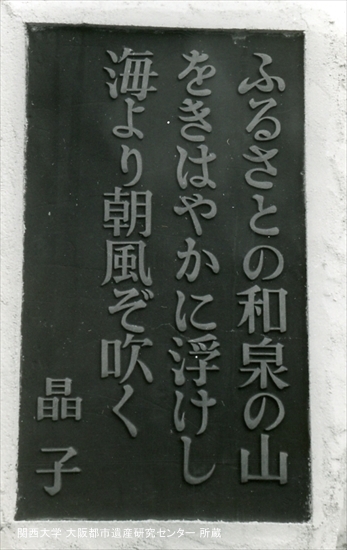 ふるさとの和泉の山
をきはやかに浮けし
海より朝風ぞ吹く
晶子
関西大学 大阪都市遺産研究センター 所蔵